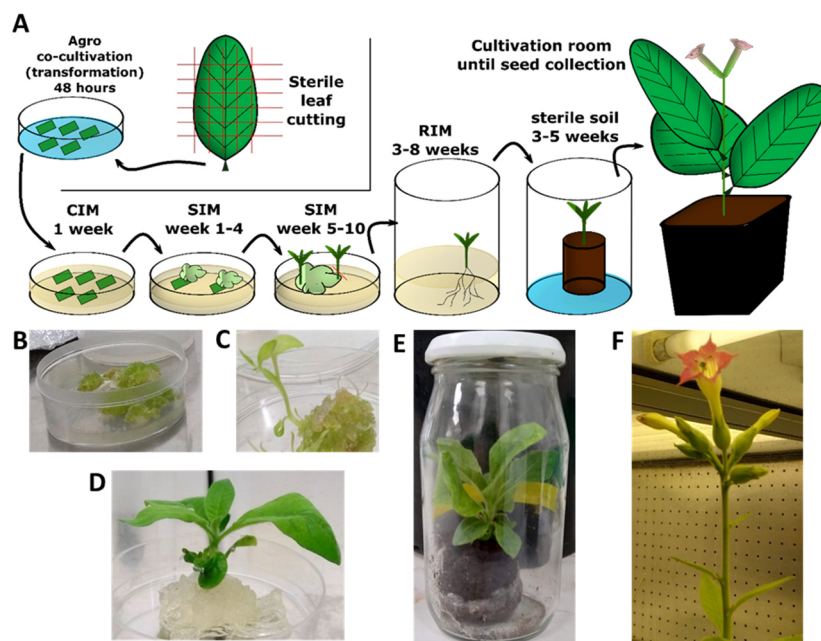 A
Agro
co-cultivation
(transformation)
48 hours
Sterile
leaf
cutting
Cultivation room
until seed collection
RIM
3-8 weeks
sterile soil
3-5 weeks
CIM
1 week
SIM
week 1-4
SIM
week 5-10
B
C
D
E
F